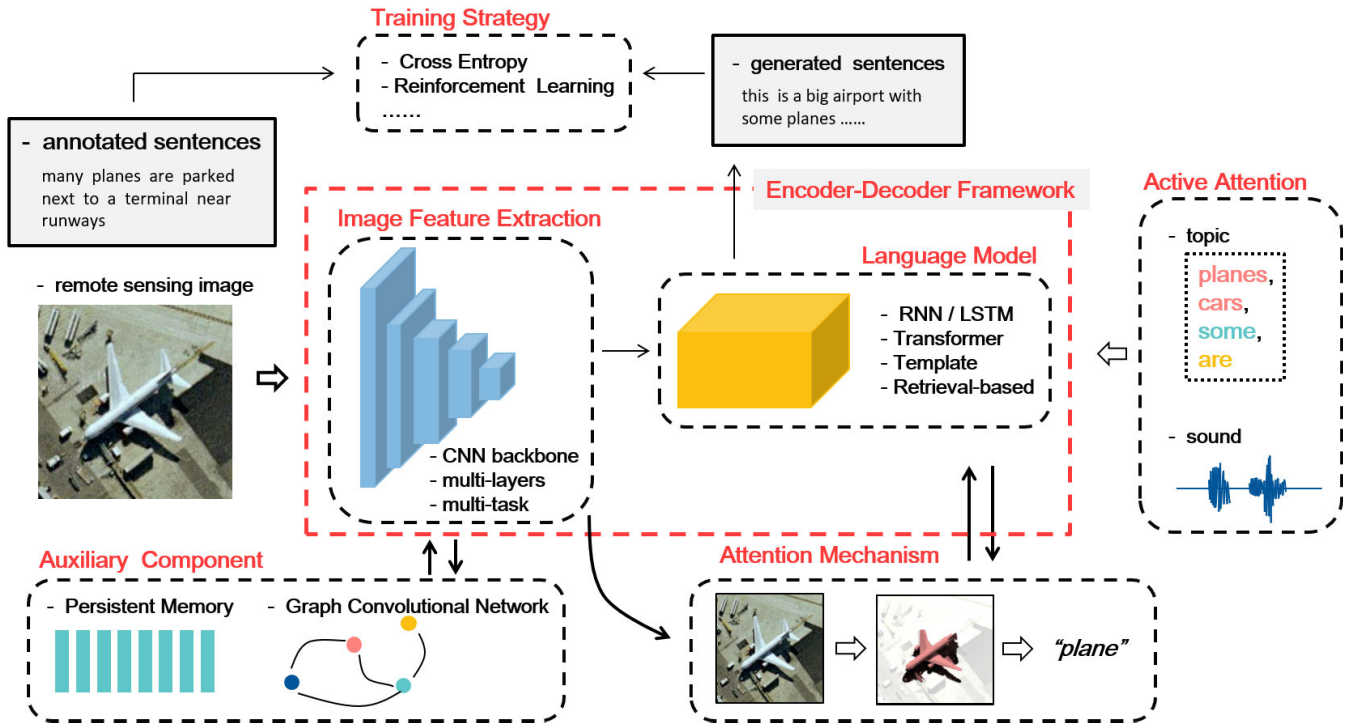 Training Strategy
- Cross Entropy
- Reinforcement Learning
......
- generated sentences
this is a big airport with
some planes ......
- annotated sentences
many planes are parked
next to a terminal near
runways
Encoder-Decoder Framework
Active Attention
Image Feature Extraction
- topic
planes,
cars,
some,
are
- sound
Language Model
- RNN / LSTM
- Transformer
- Template
- Retrieval-based
- remote sensing image
- CNN backbone
- multi-layers
- multi-task
Auxiliary Component
- Persistent Memory
- Graph Convolutional Network
Attention Mechanism
“plane”